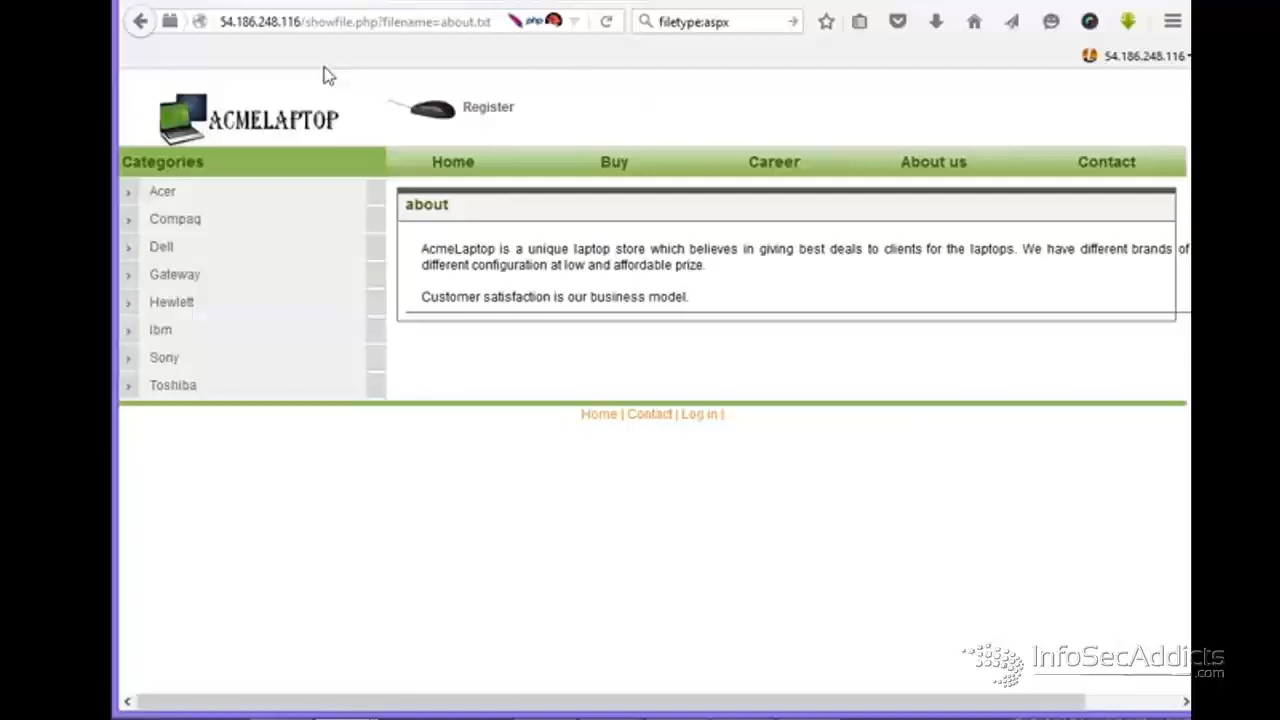 54.186.248.116/showfile.php?filename=about.txt
php
filetype:aspx
54.186.248.116
ACMELAPTOP
Register
Categories
Home
Buy
Career
About us
Contact
Acer
Compaq
Dell
Gateway
Hewlett
Ibm
Sony
Toshiba
about
AcmeLaptop is a unique laptop store which believes in giving best deals to clients for the laptops. We have different brands of
different configuration at low and affordable prize.
Customer satisfaction is our business model.
Home | Contact | Log in |
InfoSecAddicts
.com